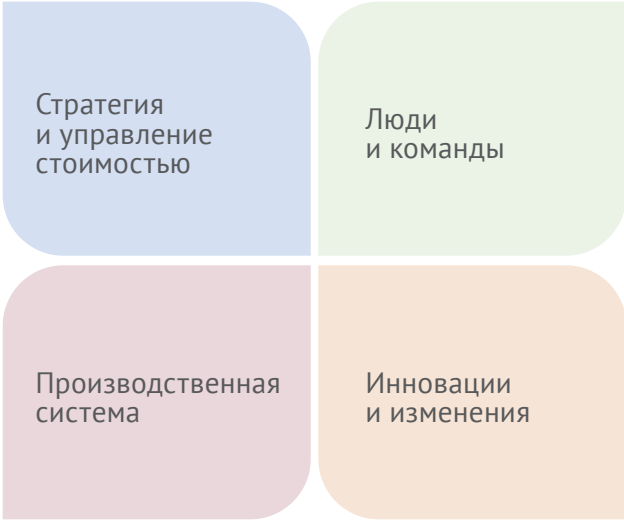 Стратегия
и управление
стоимостью
Люди
и команды
Производственная
система
Инновации
и изменения